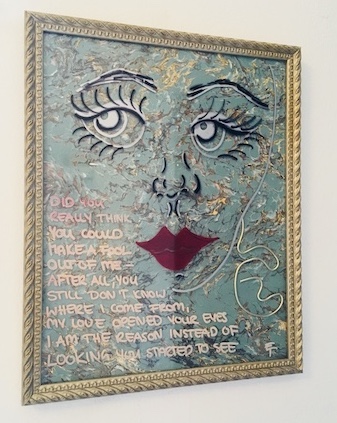 DID YOU
REALLY THINK
YOU COULD
MAKE A FOOL
OUT OF ME
AFTER ALL, YOU
STILL DON'T KNOW
WHERE I COME FROM,
MY LOVE OPENED YOUR EYES
I AM THE REASON INSTEAD OF
LOOKING YOU STARTED TO SEE